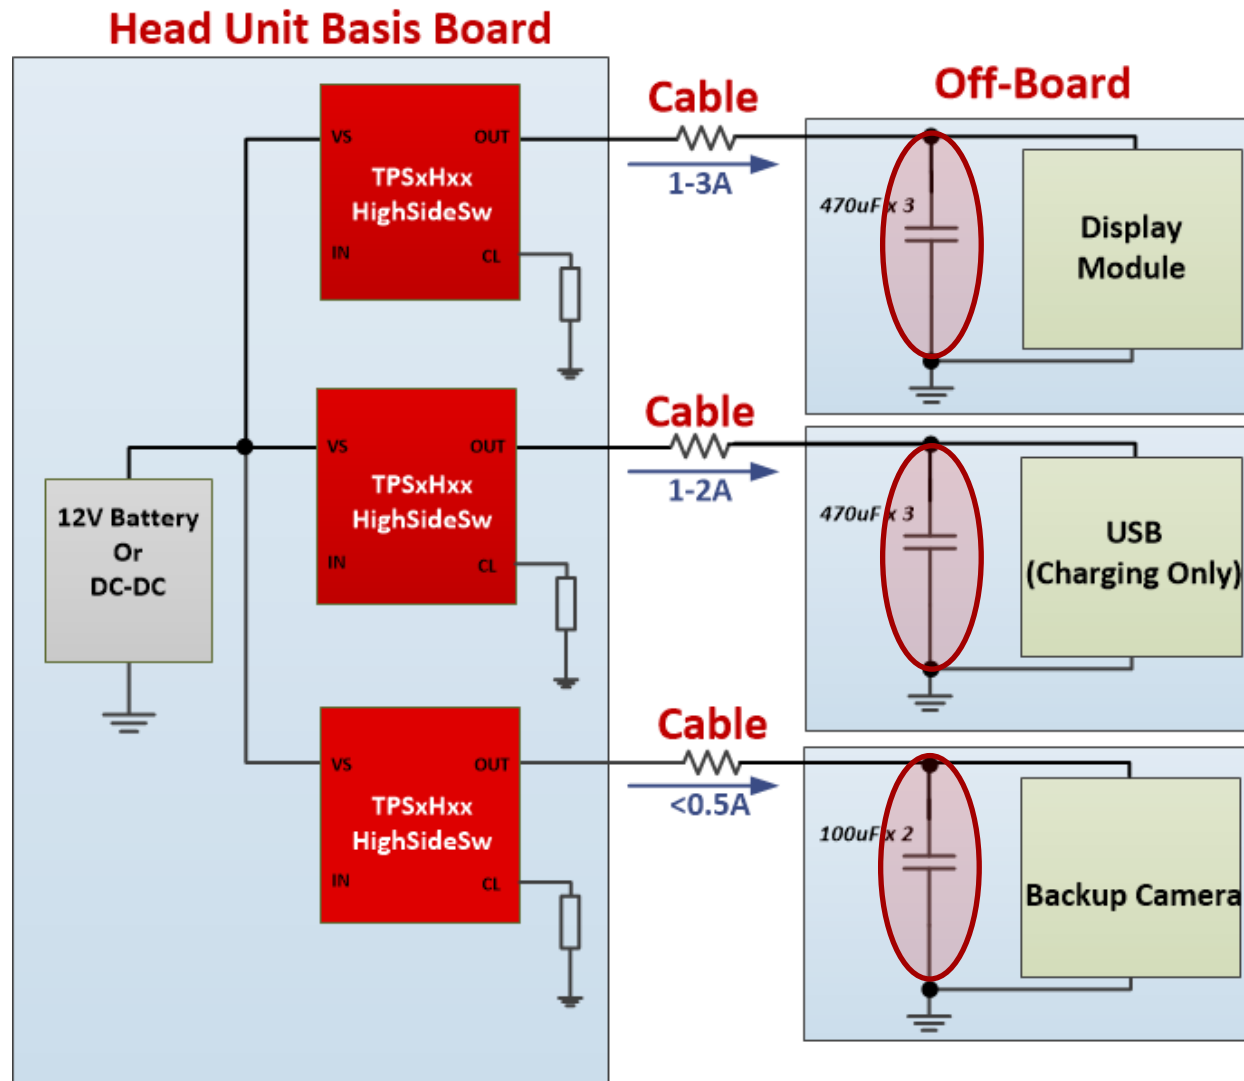 Head Unit Basis Board
Off-Board
VS
OUT
TPSxHxx
HighSideSw
IN
CL
Cable
1-3A
470uF x 3
Display
Module
VS
OUT
TPSxHxx
HighSideSw
IN
CL
Cable
1-2A
470uF x 3
USB
(Charging Only)
12V Battery
Or
DC-DC
VS
OUT
TPSxHxx
HighSideSw
IN
CL
Cable
<0.5A
100uF x 2
Backup Camera